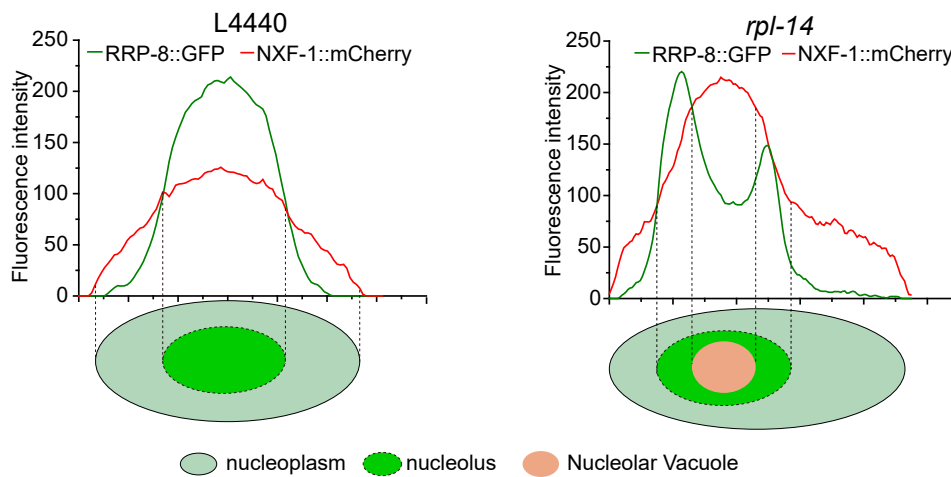 L4440
RRP-8::GFP NXF-1::mCherry
Fluorescence intensity
250
200
150
100
50
0
rpl-14
RRP-8::GFP NXF-1::mCherry
Fluorescence intensity
250
200
150
100
50
0
nucleoplasm nucleolus Nucleolar Vacuole